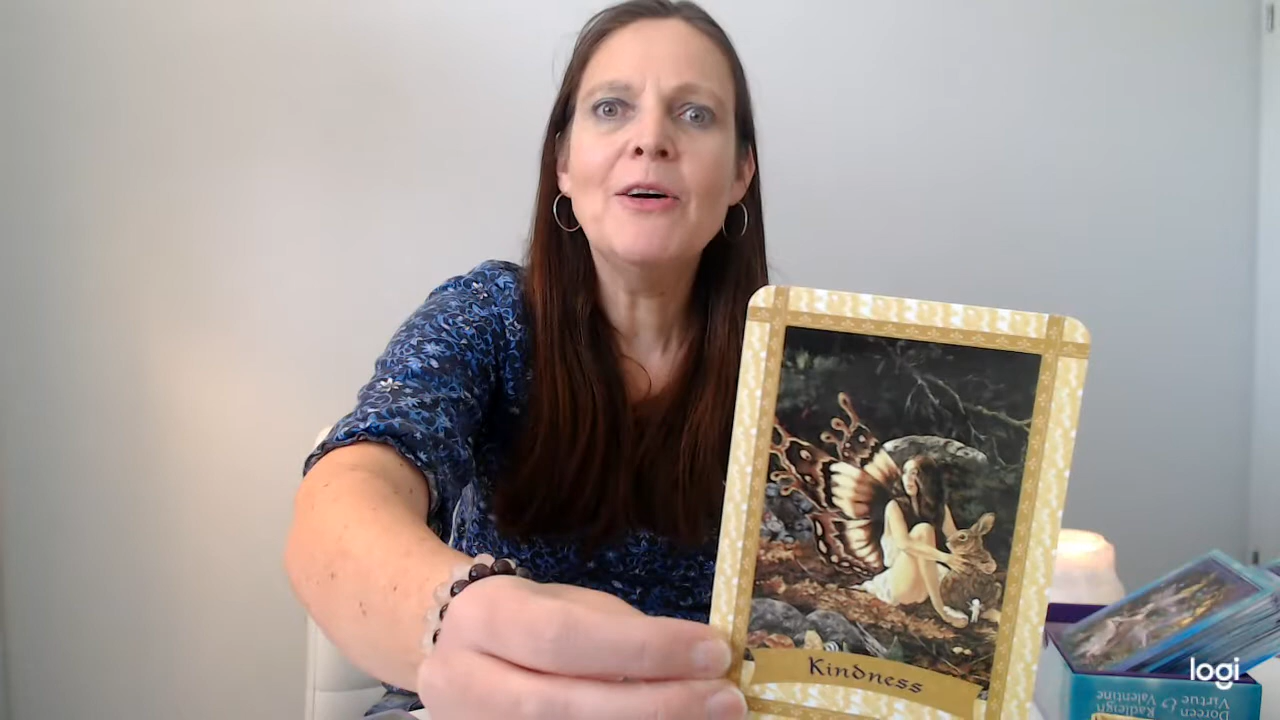 Kindness
logi
Doreen
Virtue &
Radleigh
Valentine